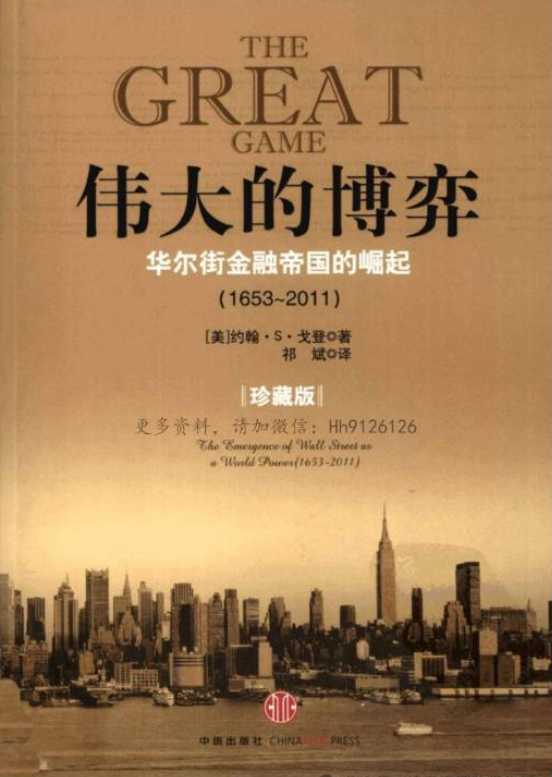 THE
GREAT
GAME
伟大的博弈
华尔街金融帝国的崛起
(1653~2011)
[美]约翰·S·戈登◎著
祁 斌◎译
珍藏版
更多资料，请加微信：Hh9126126
The Emergence of Wall Street as
a World Power(1653-2011)
中信出版社·CHINACITICPRESS